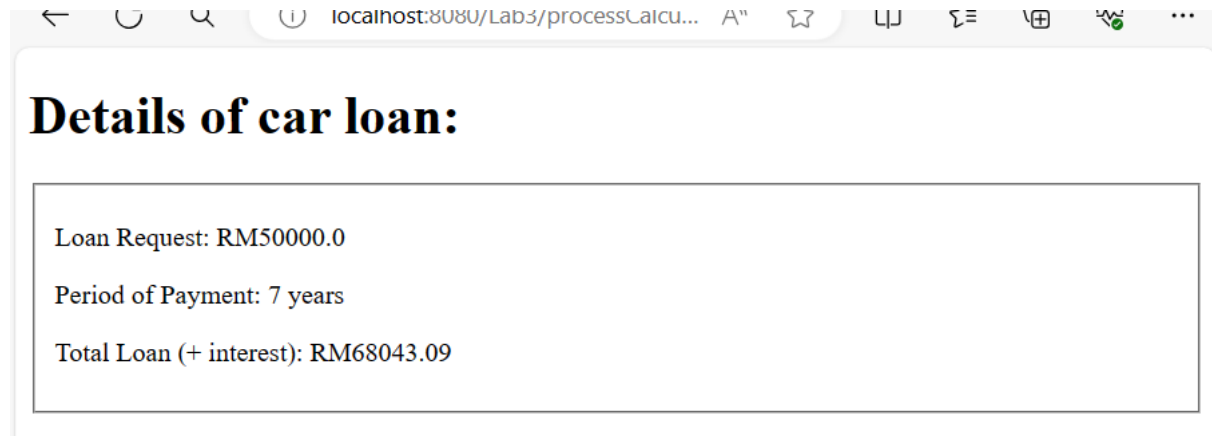 localhost:8080/Lab3/processCalcu...
Details of car loan:
Loan Request: RM50000.0
Period of Payment: 7 years
Total Loan (+ interest): RM68043.09